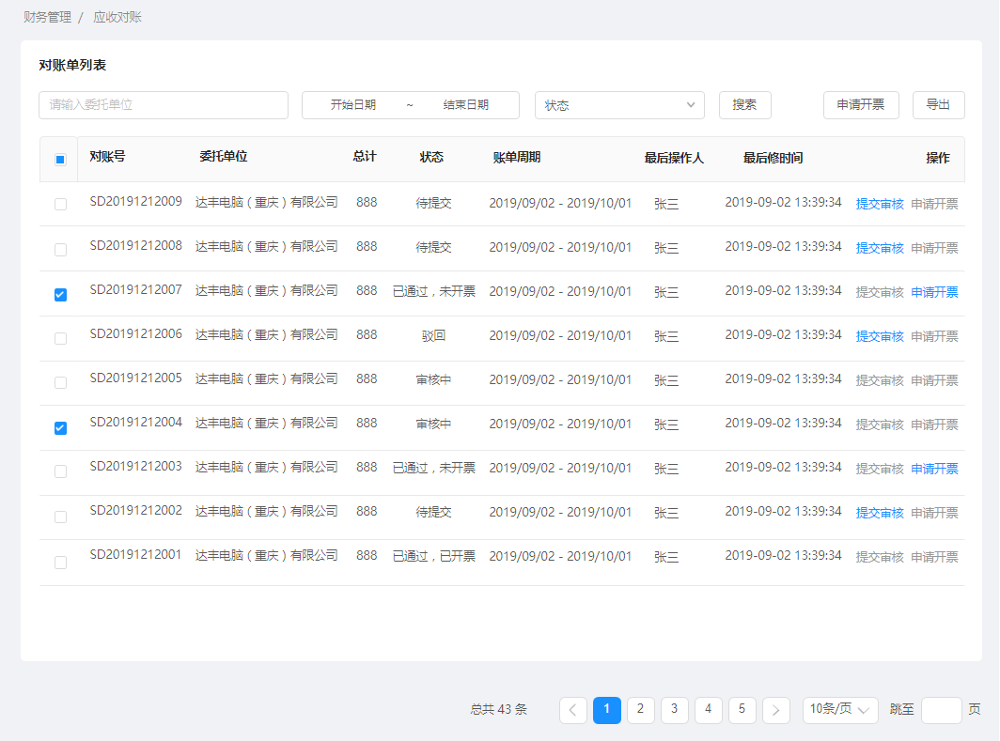 财务管理 / 应收对账
对账单列表
请输入委托单位 开始日期 ~ 结束日期 状态 搜索 申请开票 导出
对账号 委托单位 总计 状态 账单周期 最后操作人 最后修时间 操作
SD20191212009 达丰电脑（重庆）有限公司 888 待提交 2019/09/02 - 2019/10/01 张三 2019-09-02 13:39:34 提交审核 申请开票
SD20191212008 达丰电脑（重庆）有限公司 888 待提交 2019/09/02 - 2019/10/01 张三 2019-09-02 13:39:34 提交审核 申请开票
SD20191212007 达丰电脑（重庆）有限公司 888 已通过，未开票 2019/09/02 - 2019/10/01 张三 2019-09-02 13:39:34 提交审核 申请开票
SD20191212006 达丰电脑（重庆）有限公司 888 驳回 2019/09/02 - 2019/10/01 张三 2019-09-02 13:39:34 提交审核 申请开票
SD20191212005 达丰电脑（重庆）有限公司 888 审核中 2019/09/02 - 2019/10/01 张三 2019-09-02 13:39:34 提交审核 申请开票
SD20191212004 达丰电脑（重庆）有限公司 888 审核中 2019/09/02 - 2019/10/01 张三 2019-09-02 13:39:34 提交审核 申请开票
SD20191212003 达丰电脑（重庆）有限公司 888 已通过，未开票 2019/09/02 - 2019/10/01 张三 2019-09-02 13:39:34 提交审核 申请开票
SD20191212002 达丰电脑（重庆）有限公司 888 待提交 2019/09/02 - 2019/10/01 张三 2019-09-02 13:39:34 提交审核 申请开票
SD20191212001 达丰电脑（重庆）有限公司 888 已通过，已开票 2019/09/02 - 2019/10/01 张三 2019-09-02 13:39:34 提交审核 申请开票
总共 43 条 1 2 3 4 5 10条/页 跳至 页